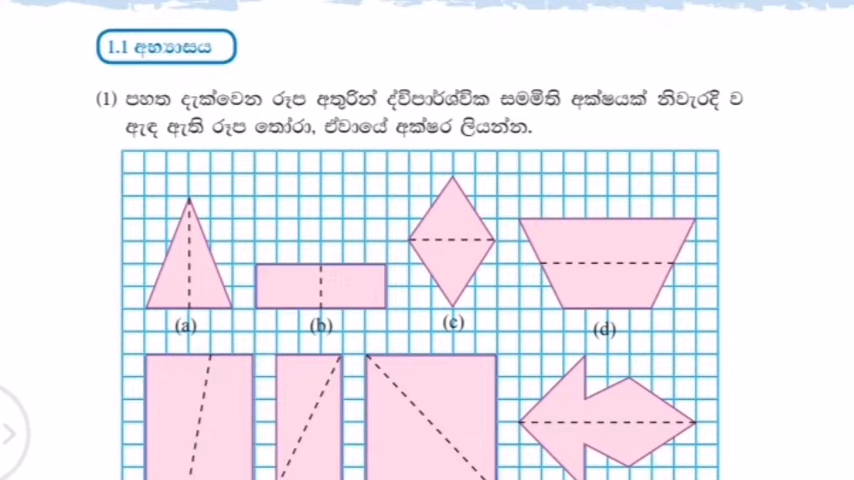 1.1 අභ්‍යාසය
(1) පහත දැක්වෙන රූප අතුරින් ද්විපාර්ශ්වික සමමිති අක්ෂයක් නිවැරදි ව
ඇඳ ඇති රූප තෝරා, ඒවායේ අක්ෂර ලියන්න.
(a) (b) (c) (d)